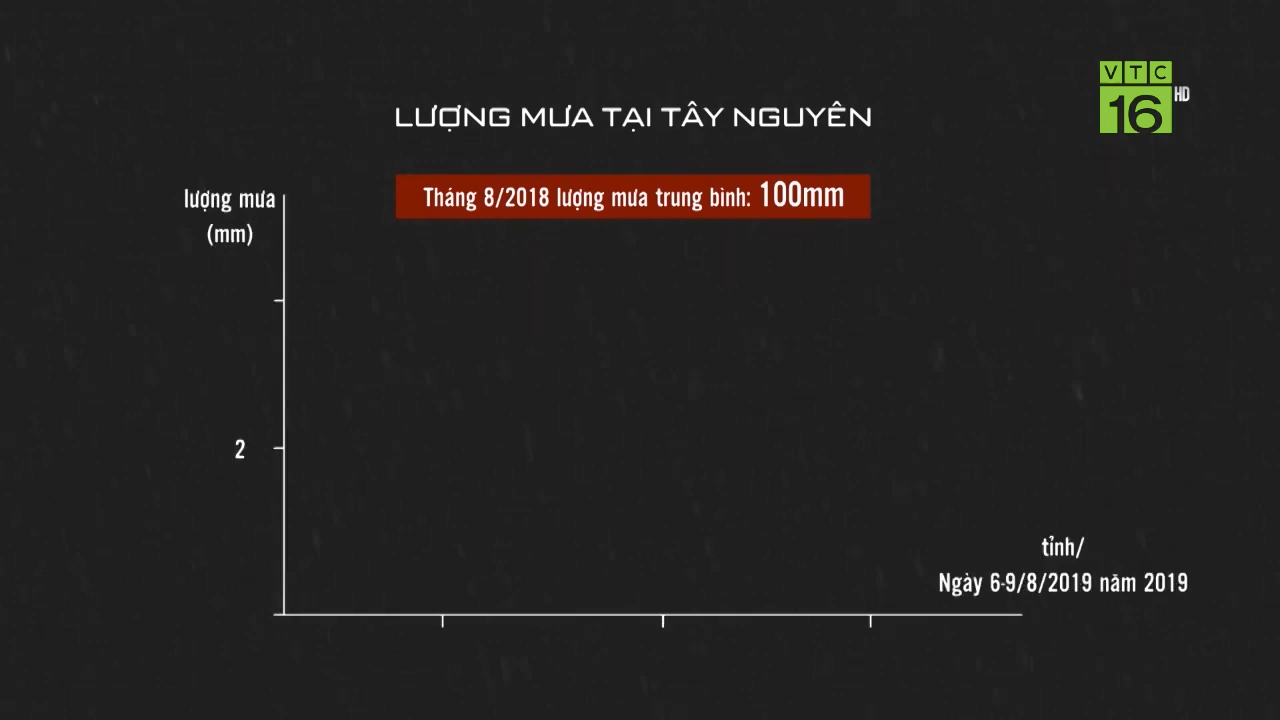 VTC
16 HD
LƯỢNG MƯA TẠI TÂY NGUYÊN
Tháng 8/2018 lượng mưa trung bình: 100mm
lượng mưa
(mm)
2
tỉnh/
Ngày 6-9/8/2019 năm 2019